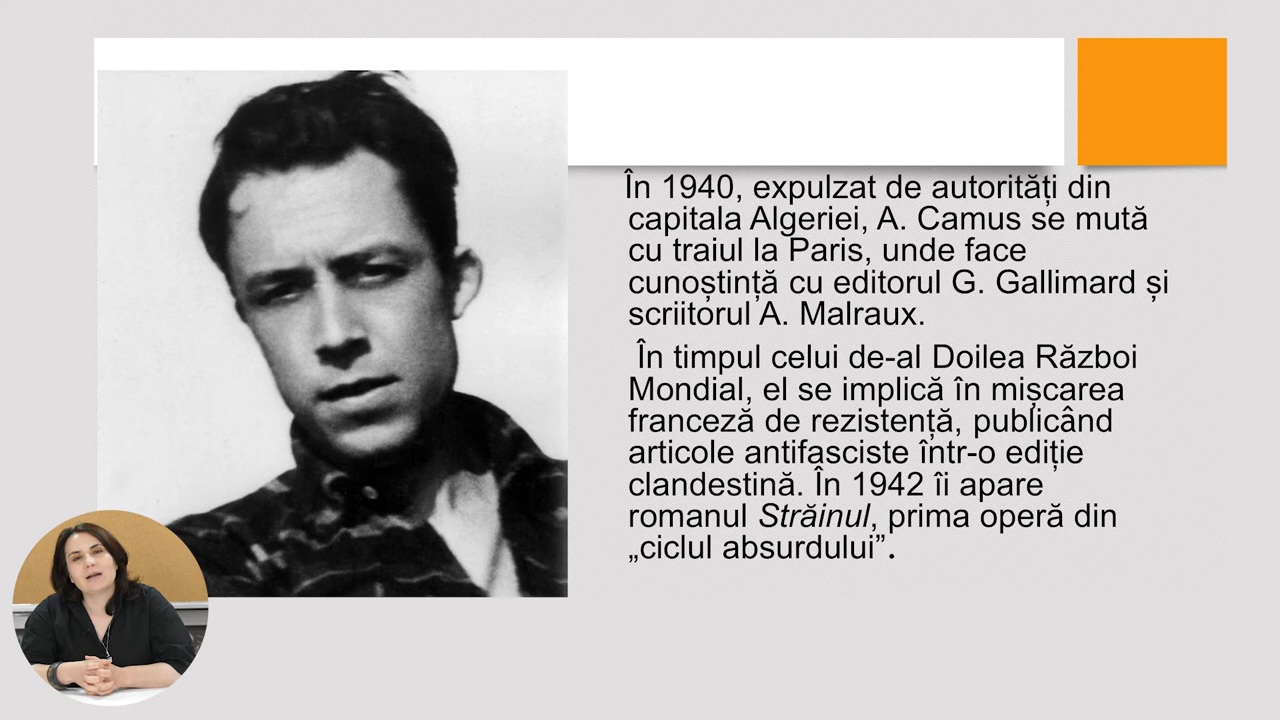 În 1940, expulzat de autorități din
capitala Algeriei, A. Camus se mută
cu traiul la Paris, unde face
cunoștință cu editorul G. Gallimard și
scriitorul A. Malraux.
În timpul celui de-al Doilea Război
Mondial, el se implică în mișcarea
franceză de rezistență, publicând
articole antifasciste într-o ediție
clandestină. În 1942 îi apare
romanul Străinul, prima operă din
„ciclul absurdului”.